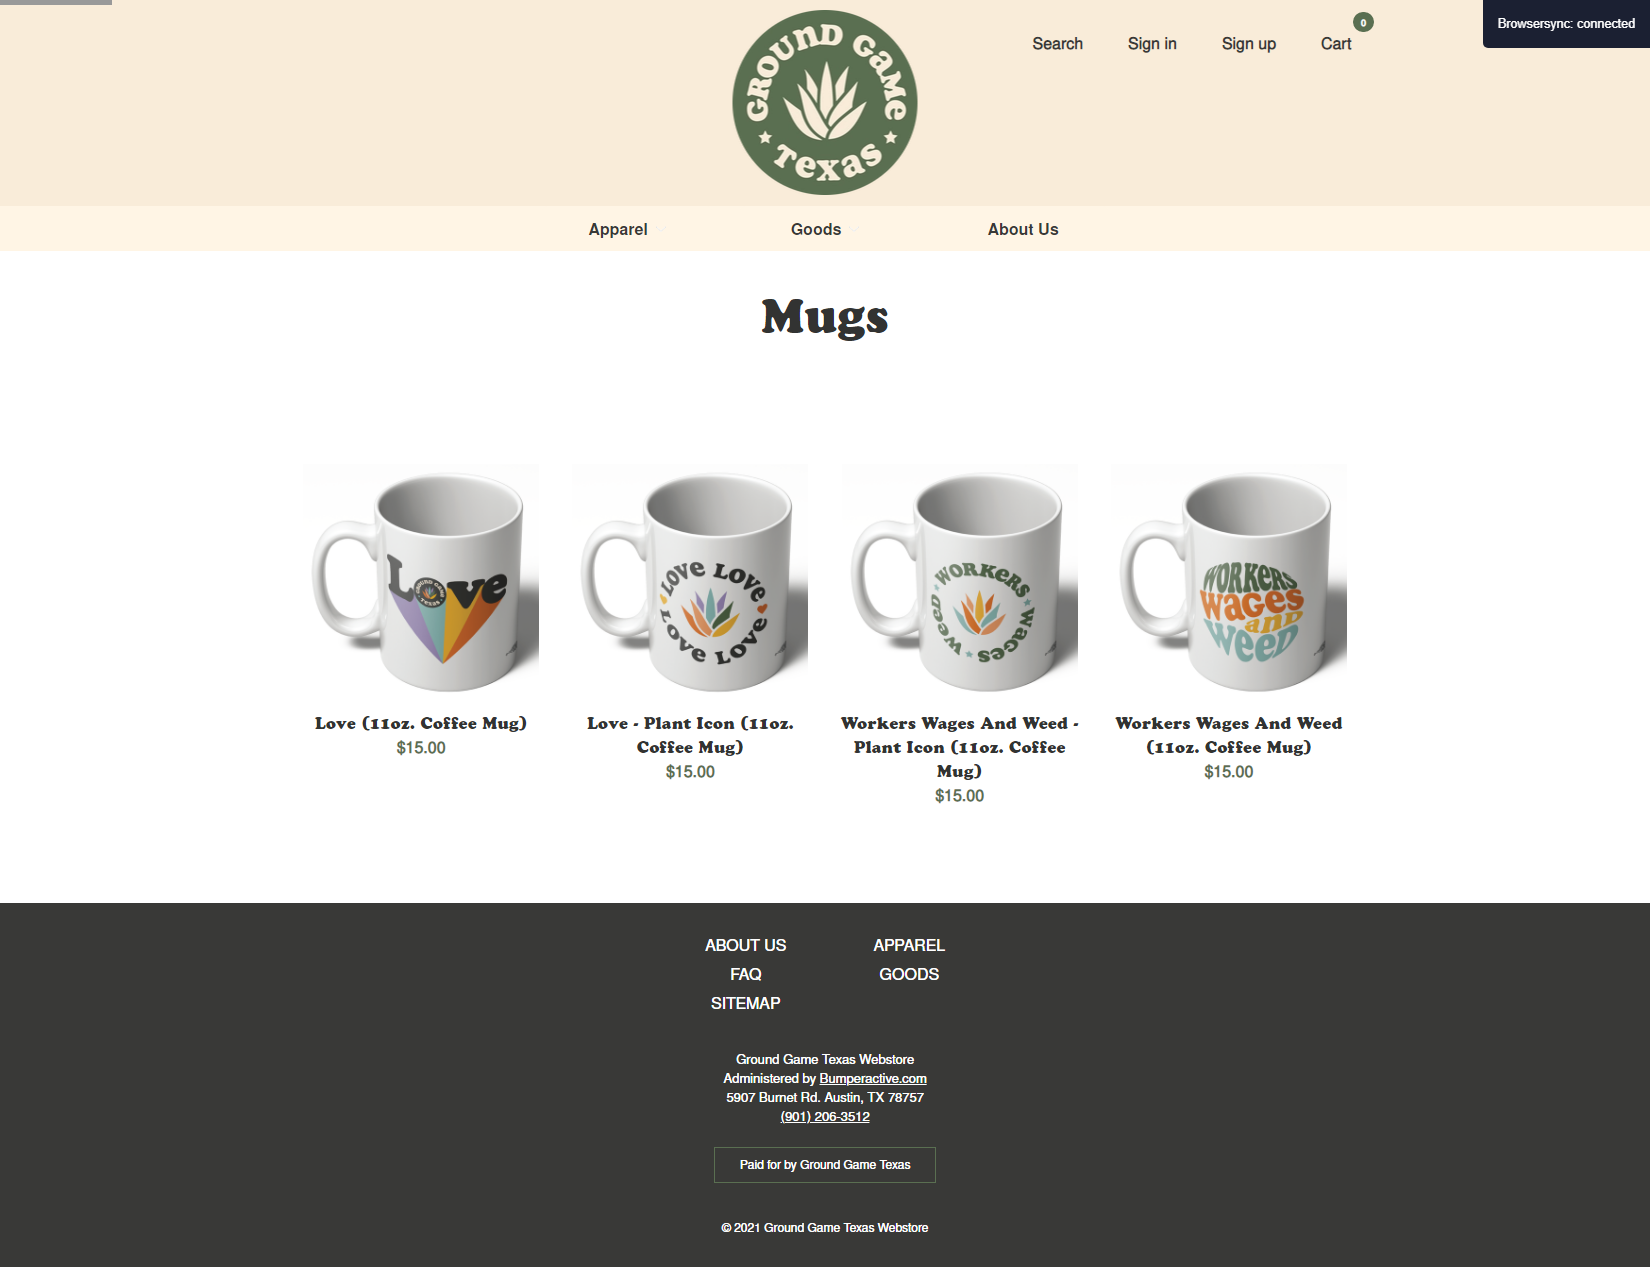 GROUND GAME
TEXAS
Search
Sign in
Sign up
Cart
0
Browsersync: connected
Apparel
Goods
About Us
Mugs
Love
GROUND GAME
TEXAS
LOVE LOVE
LOVE LOVE
WORKERS
WAGES
WEED
WORKERS
WAGES
AND
WEED
Love (11oz. Coffee Mug)
$15.00
Love - Plant Icon (11oz.
Coffee Mug)
$15.00
Workers Wages And Weed -
Plant Icon (11oz. Coffee
Mug)
$15.00
Workers Wages And Weed
(11oz. Coffee Mug)
$15.00
ABOUT US
FAQ
SITEMAP
APPAREL
GOODS
Ground Game Texas Webstore
Administered by Bumperactive.com
5907 Burnet Rd. Austin, TX 78757
(901) 206-3512
Paid for by Ground Game Texas
© 2021 Ground Game Texas Webstore